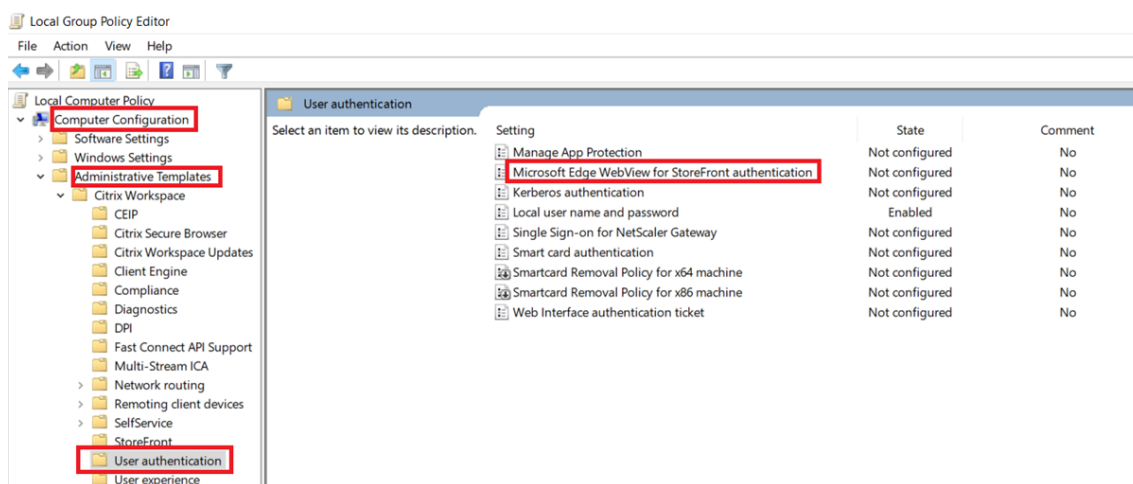 Local Group Policy Editor
File Action View Help
Local Computer Policy
Computer Configuration
Software Settings
Windows Settings
Administrative Templates
Citrix Workspace
CEIP
Citrix Secure Browser
Citrix Workspace Updates
Client Engine
Compliance
Diagnostics
DPI
Fast Connect API Support
Multi-Stream ICA
Network routing
Remoting client devices
SelfService
StoreFront
User authentication
User experience
User authentication
Select an item to view its description.
Setting State Comment
Manage App Protection Not configured No
Microsoft Edge WebView for StoreFront authentication Not configured No
Kerberos authentication Not configured No
Local user name and password Enabled No
Single Sign-on for NetScaler Gateway Not configured No
Smart card authentication Not configured No
Smartcard Removal Policy for x64 machine Not configured No
Smartcard Removal Policy for x86 machine Not configured No
Web Interface authentication ticket Not configured No